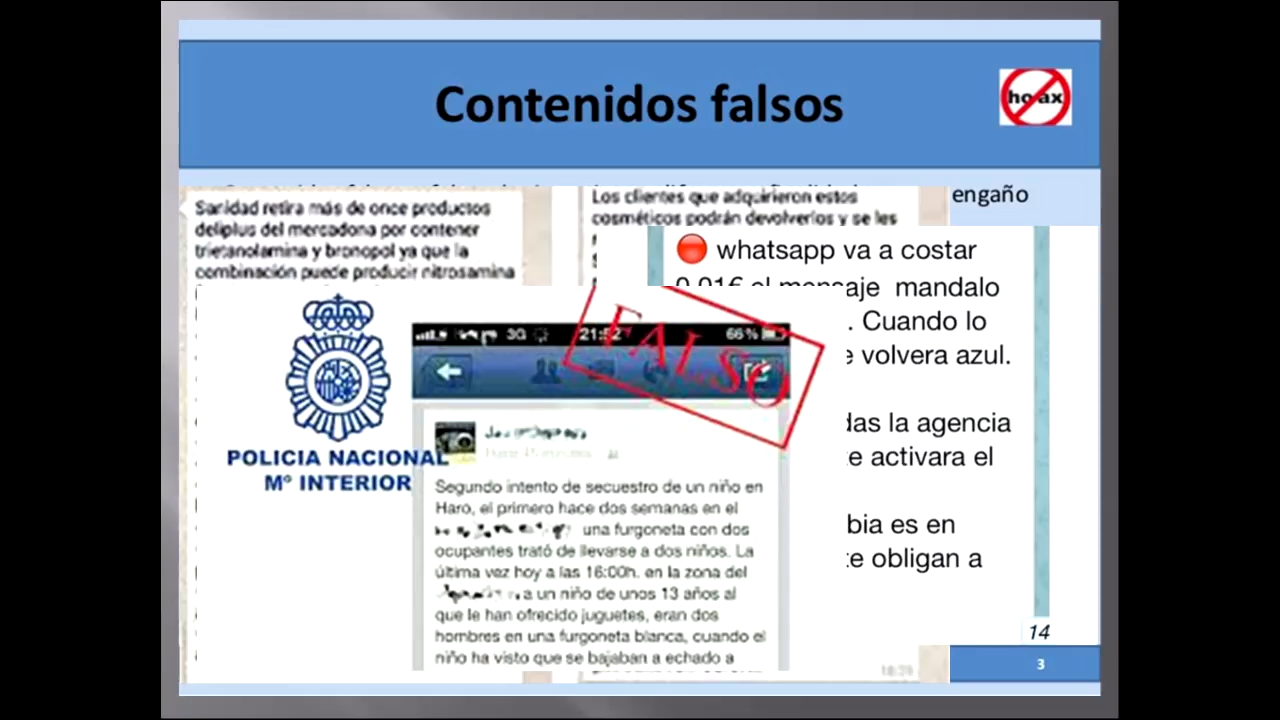 Contenidos falsos
hoax
engaño
Sanidad retira más de once productos
deliplus del mercadona por contener
trietanolamina y bronopol ya que la
combinación puede producir nitrosamina
Los clientes que adquirieron estos
cosméticos podrán devolverlos y se les
whatsapp va a costar
0,01€ el mensaje mandalo
. Cuando lo
e volvera azul.
das la agencia
te activara el
bia es en
te obligan a
POLICIA NACIONAL
Mº INTERIOR
3G 21:52 66%
FALSO
Segundo intento de secuestro de un niño en
Haro, el primero hace dos semanas en el
una furgoneta con dos
ocupantes trató de llevarse a dos niños. La
última vez hoy a las 16:00h. en la zona del
a un niño de unos 13 años al
que le han ofrecido juguetes, eran dos
hombres en una furgoneta blanca, cuando el
niño ha visto que se bajaban a echado a
14
3